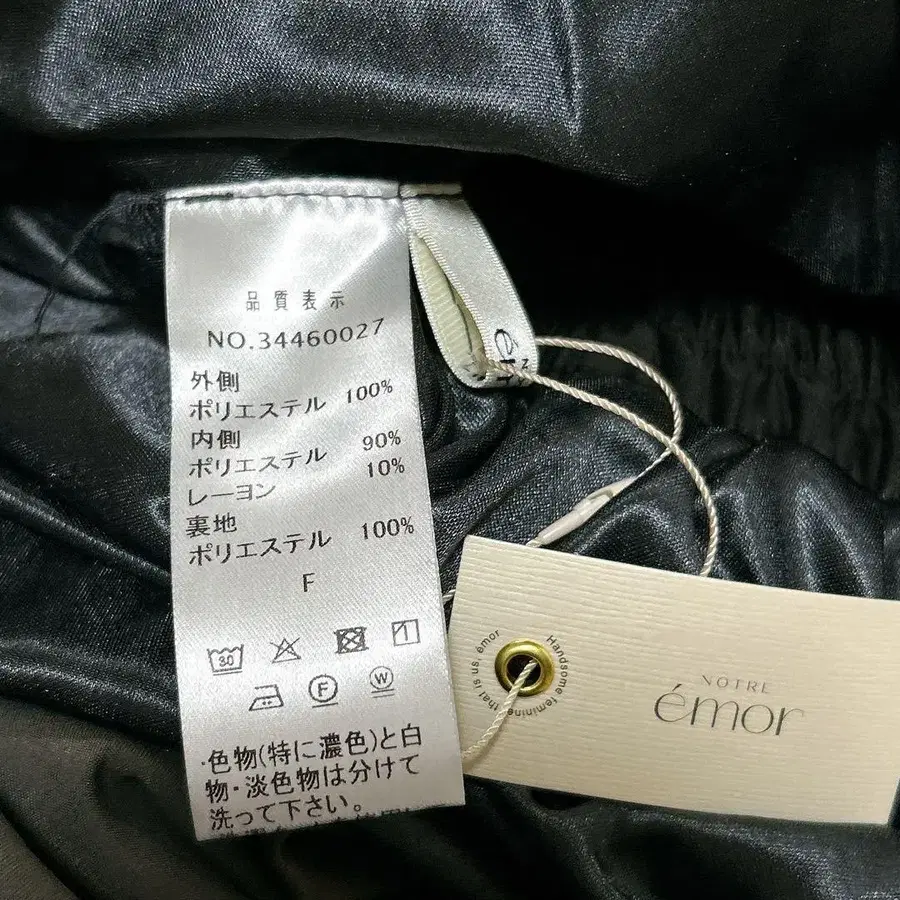 品質表示
NO.34460027
外側
ポリエステル 100%
内側
ポリエステル 90%
レーヨン 10%
裏地
ポリエステル 100%
F
30
F
W
・色物(特に濃色)と白
物・淡色物は分けて
洗って下さい。
Handsome feminine, that is us, émor
NOTRE
émor